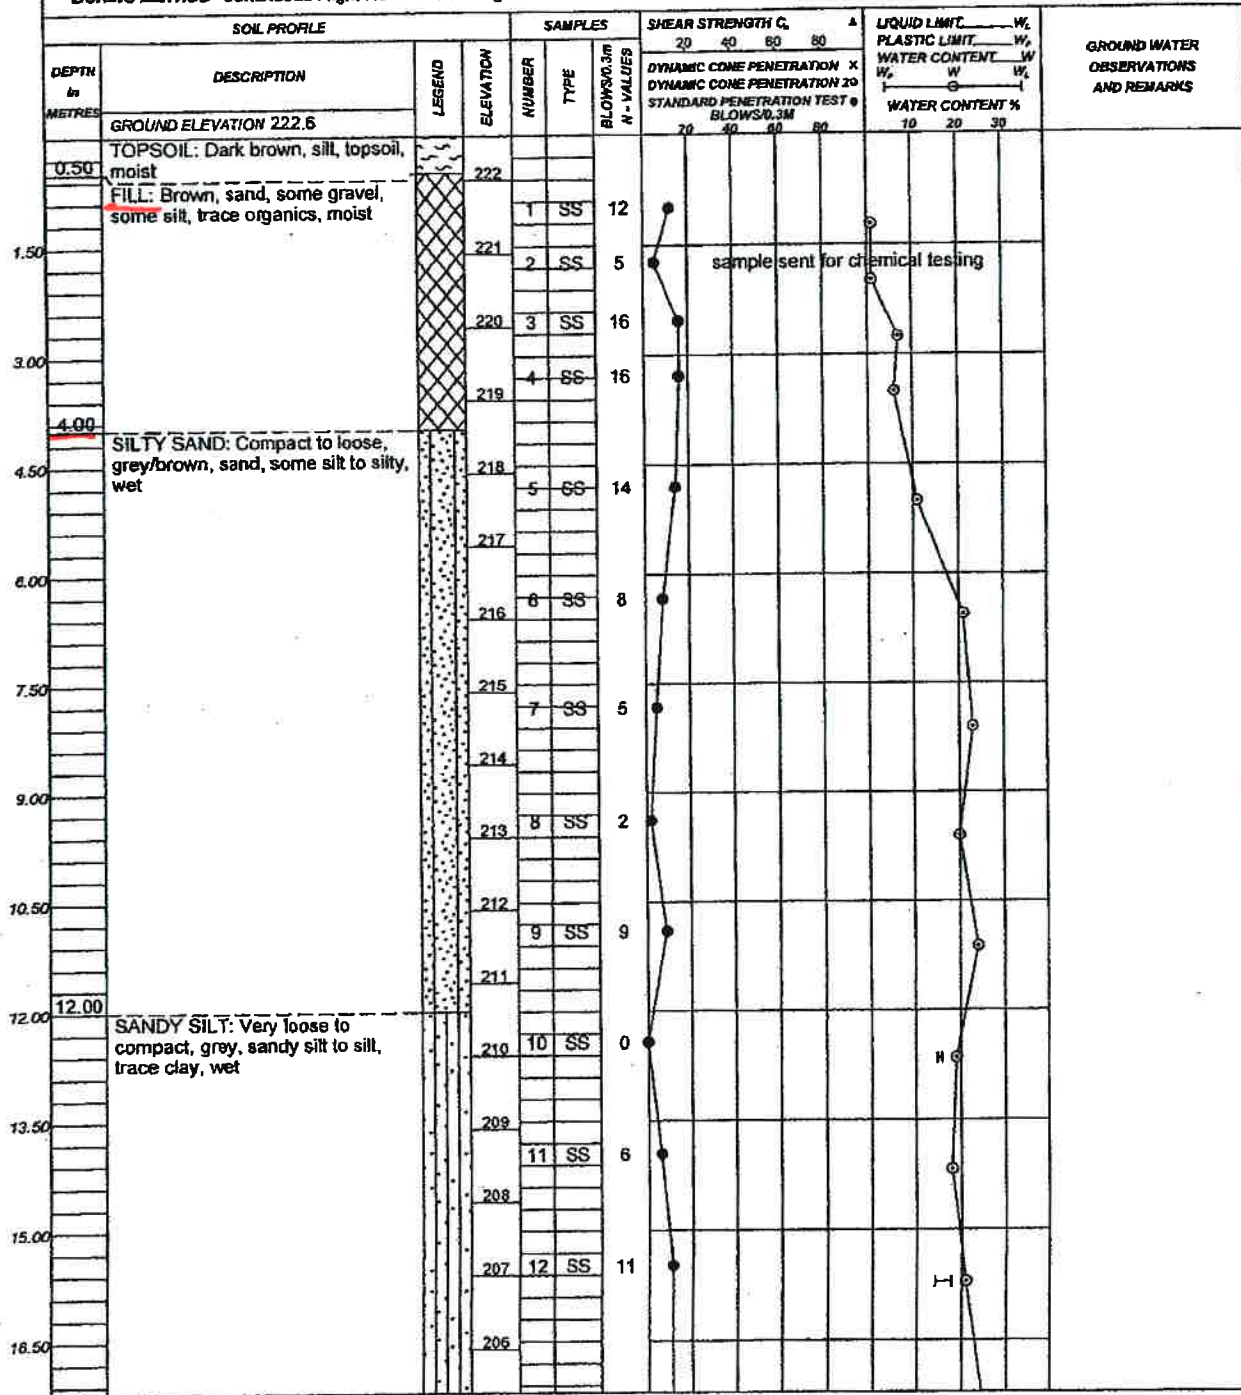 SOIL PROFILE
SAMPLES
SHEAR STRENGTH Cᵤ ▲
20 40 60 80
DYNAMIC CONE PENETRATION X
DYNAMIC CONE PENETRATION 2
STANDARD PENETRATION TEST ●
BLOWS/0.3M
20 40 60 80
LIQUID LIMIT W_L
PLASTIC LIMIT W_P
WATER CONTENT W
W_P W W_L
WATER CONTENT %
10 20 30
GROUND WATER
OBSERVATIONS
AND REMARKS
DEPTH
in
METRES
DESCRIPTION
LEGEND
ELEVATION
NUMBER
TYPE
BLOWS/0.3m
N - VALUES
GROUND ELEVATION 222.6
TOPSOIL: Dark brown, silt, topsoil,
0.50 moist 222
FILL: Brown, sand, some gravel,
some silt, trace organics, moist
1 SS 12
1.50 221
2 SS 5 sample sent for chemical testing
220 3 SS 16
3.00
4 SS 16
219
4.00
SILTY SAND: Compact to loose,
grey/brown, sand, some silt to silty,
wet
4.50 218
5 SS 14
217
6.00
6 SS 8
216
7.50 215
7 SS 5
214
9.00
8 SS 2
213
10.50 212
9 SS 9
211
12.00
12.00
SANDY SILT: Very loose to
compact, grey, sandy silt to silt,
trace clay, wet
210 10 SS 0
13.50 209
11 SS 6
208
15.00
207 12 SS 11
16.50 206